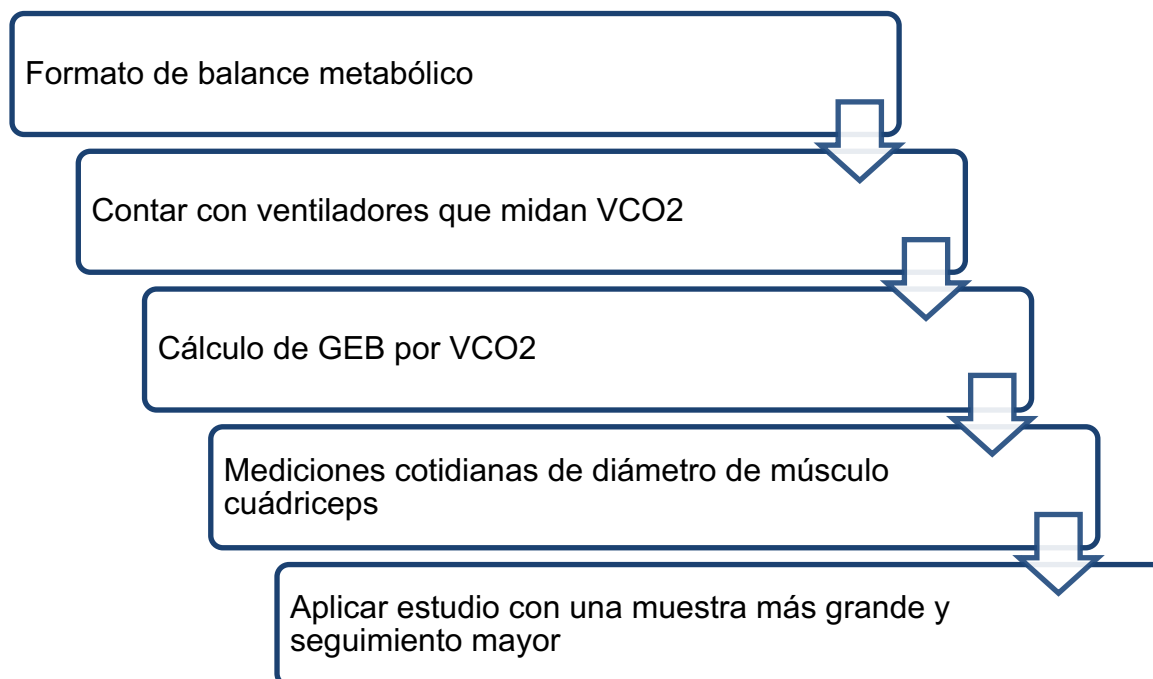 Formato de balance metabólico
Contar con ventiladores que midan VCO2
Cálculo de GEB por VCO2
Mediciones cotidianas de diámetro de músculo
cuádriceps
Aplicar estudio con una muestra más grande y
seguimiento mayor